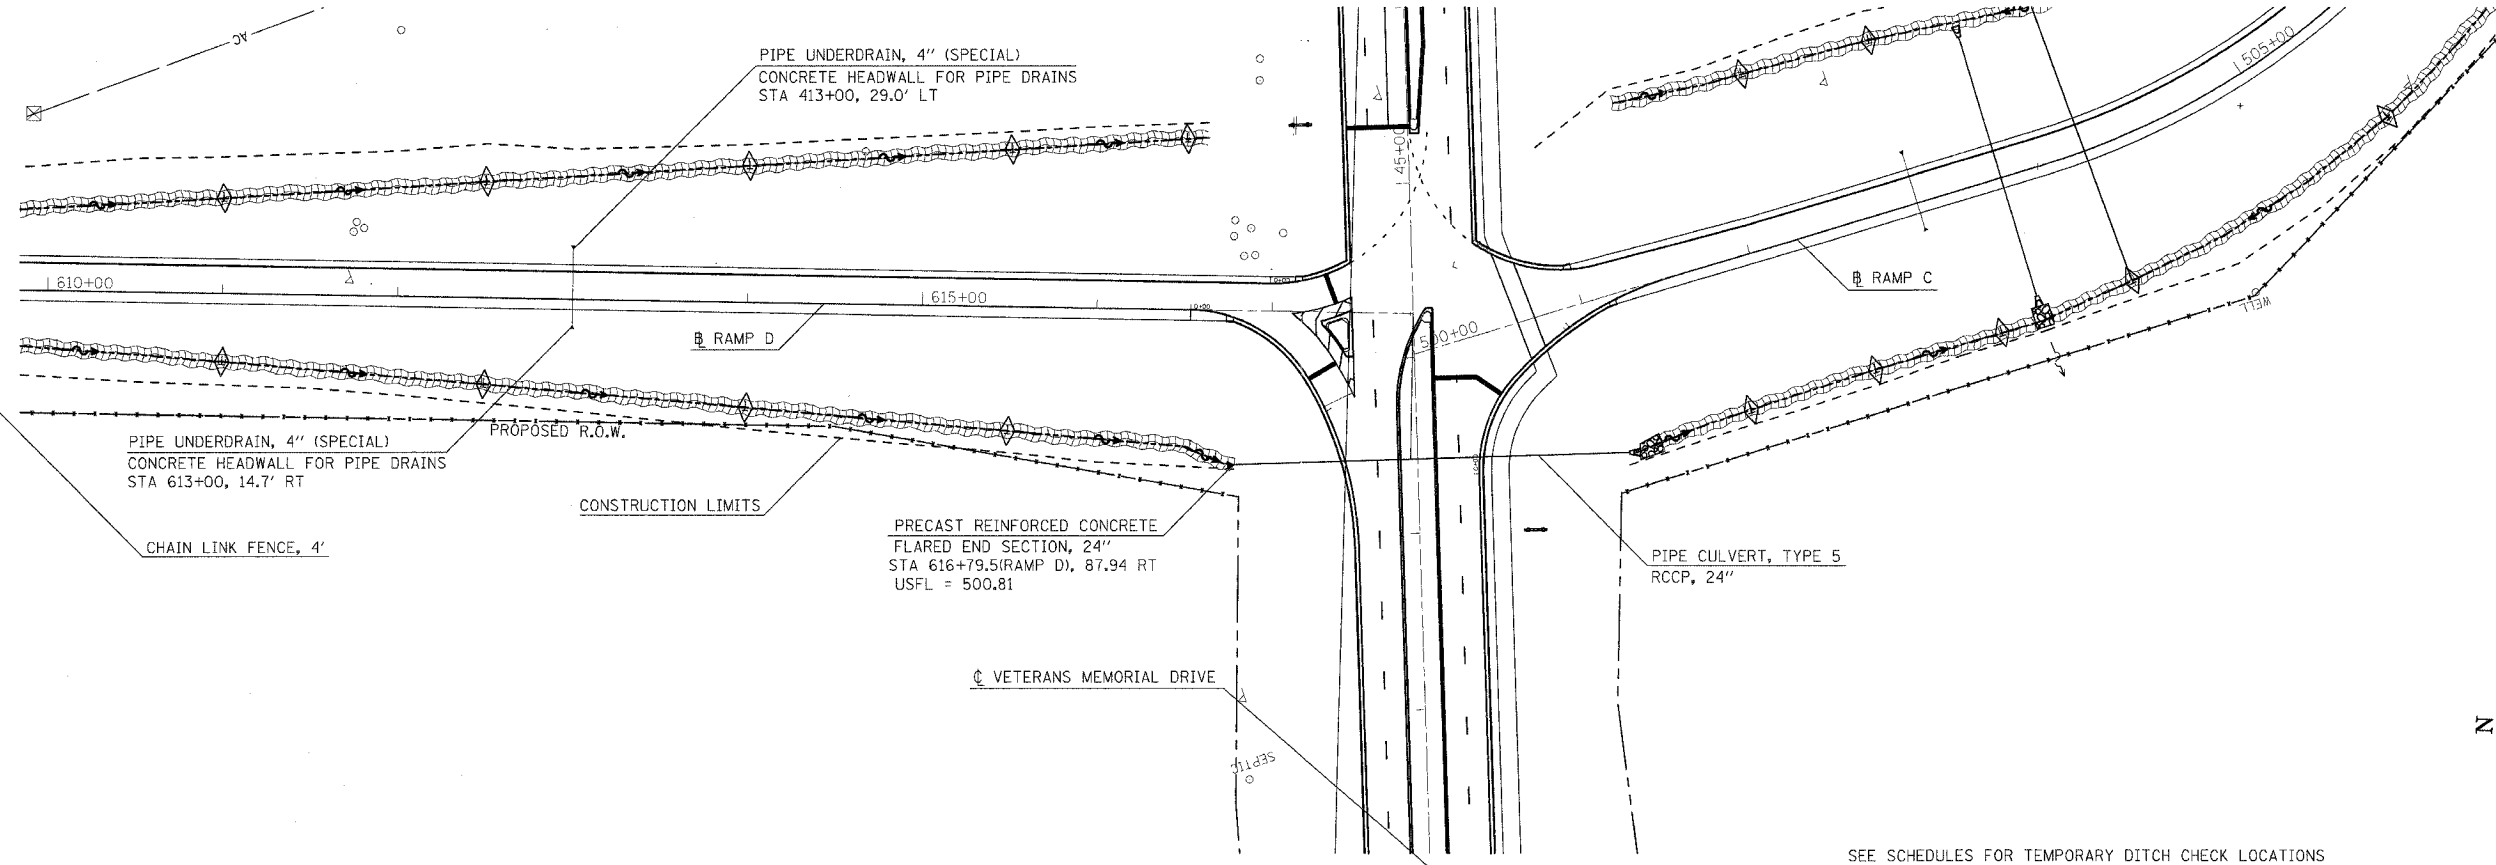 AC
PIPE UNDERDRAIN, 4" (SPECIAL)
CONCRETE HEADWALL FOR PIPE DRAINS
STA 413+00, 29.0' LT
145+00
505+00
610+00
615+00
℄ RAMP D
500+00
℄ RAMP C
WELL
PIPE UNDERDRAIN, 4" (SPECIAL)
CONCRETE HEADWALL FOR PIPE DRAINS
STA 613+00, 14.7' RT
PROPOSED R.O.W.
CONSTRUCTION LIMITS
CHAIN LINK FENCE, 4'
PRECAST REINFORCED CONCRETE
FLARED END SECTION, 24"
STA 616+79.5(RAMP D), 87.94 RT
USFL = 500.81
PIPE CULVERT, TYPE 5
RCCP, 24"
℄ VETERANS MEMORIAL DRIVE
SEPTIC
N
SEE SCHEDULES FOR TEMPORARY DITCH CHECK LOCATIONS